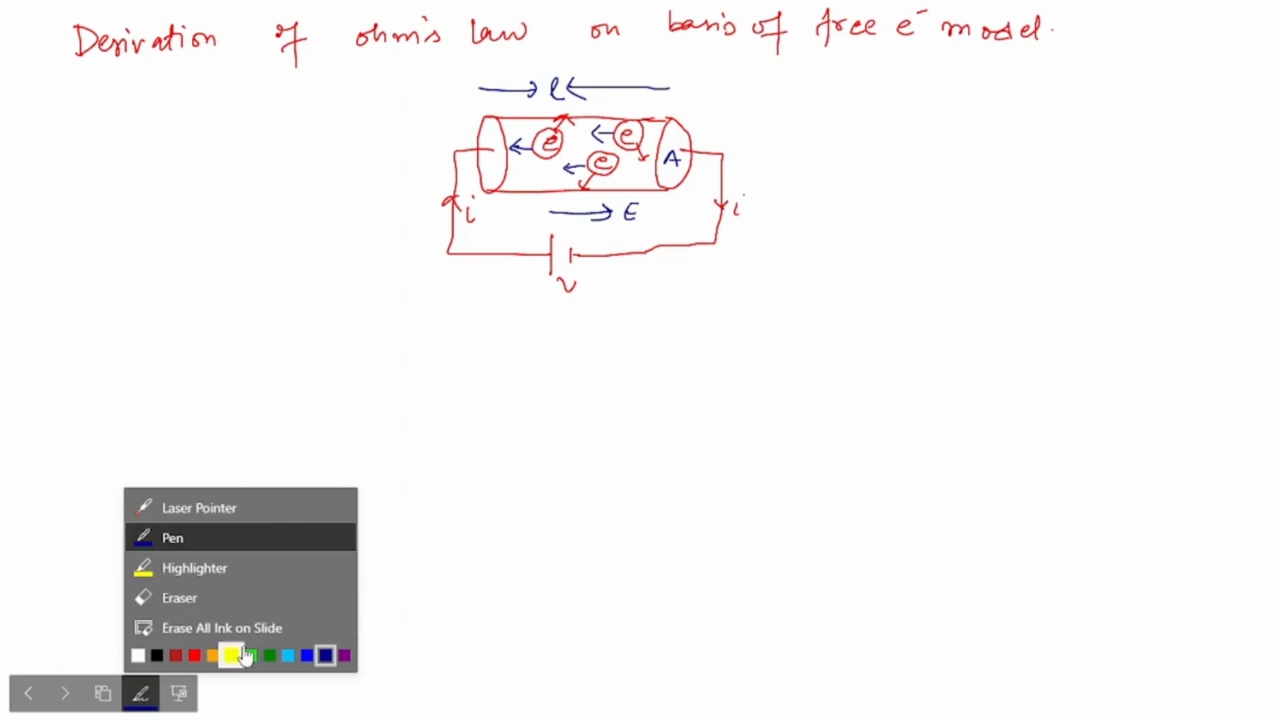 Derivation of ohm's law on basis of free e⁻ model.
l
e e
e A
i E i
V
Laser Pointer
Pen
Highlighter
Eraser
Erase All Ink on Slide